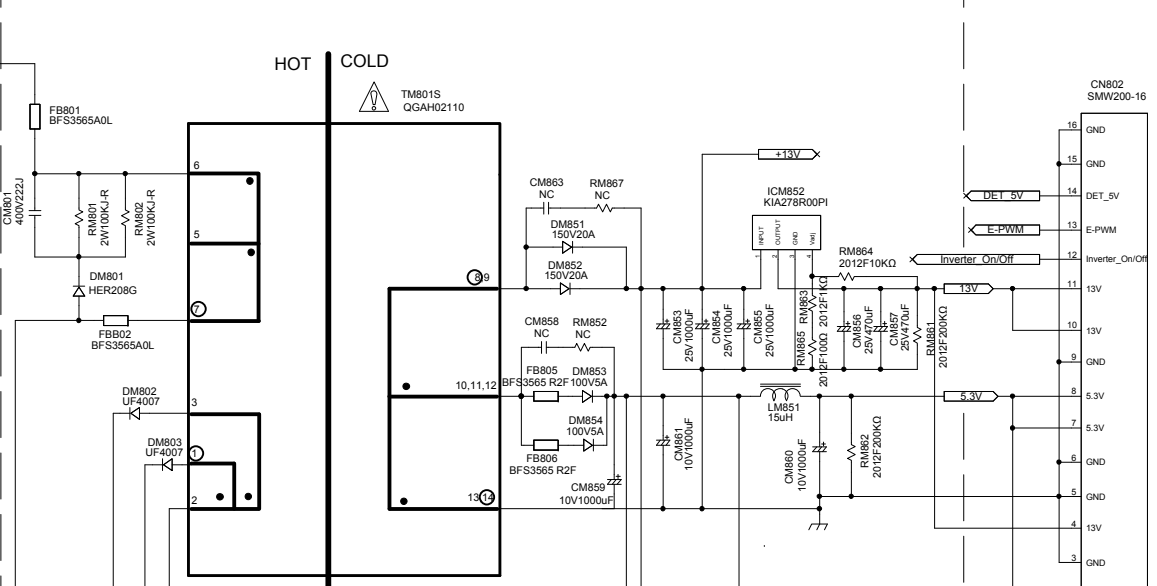 HOT
COLD
TM801S
QGAH02110
FB801
BFS3565A0L
CM801
400V222J
RM801
2W100KJ-R
RM802
2W100KJ-R
DM801
HER208G
FBB02
BFS3565A0L
DM802
UF4007
DM803
UF4007
6
5
7
3
1
2
8,9
10,11,12
13,14
CM863
NC
RM867
NC
DM851
150V20A
DM852
150V20A
CM858
NC
RM852
NC
FB805
BFS3565 R2F
DM853
100V5A
DM854
100V5A
FB806
BFS3565 R2F
CM859
10V1000uF
+13V
ICM852
KIA278R00PI
INPUT
OUTPUT
GND
Vadj
1
2
3
4
RM864
2012F10KΩ
CM853
25V1000uF
CM854
25V1000uF
CM855
25V1000uF
RM863
2012F1KΩ
RM865
2012F100Ω
CM856
25V470uF
CM857
25V470uF
RM861
2012F200KΩ
LM851
15uH
CM861
10V1000uF
CM860
10V1000uF
RM862
2012F200KΩ
DET_5V
E-PWM
Inverter_On/Off
13V
5.3V
CN802
SMW200-16
16 GND
15 GND
14 DET_5V
13 E-PWM
12 Inverter_On/Off
11 13V
10 13V
9 GND
8 5.3V
7 5.3V
6 GND
5 GND
4 13V
3 GND